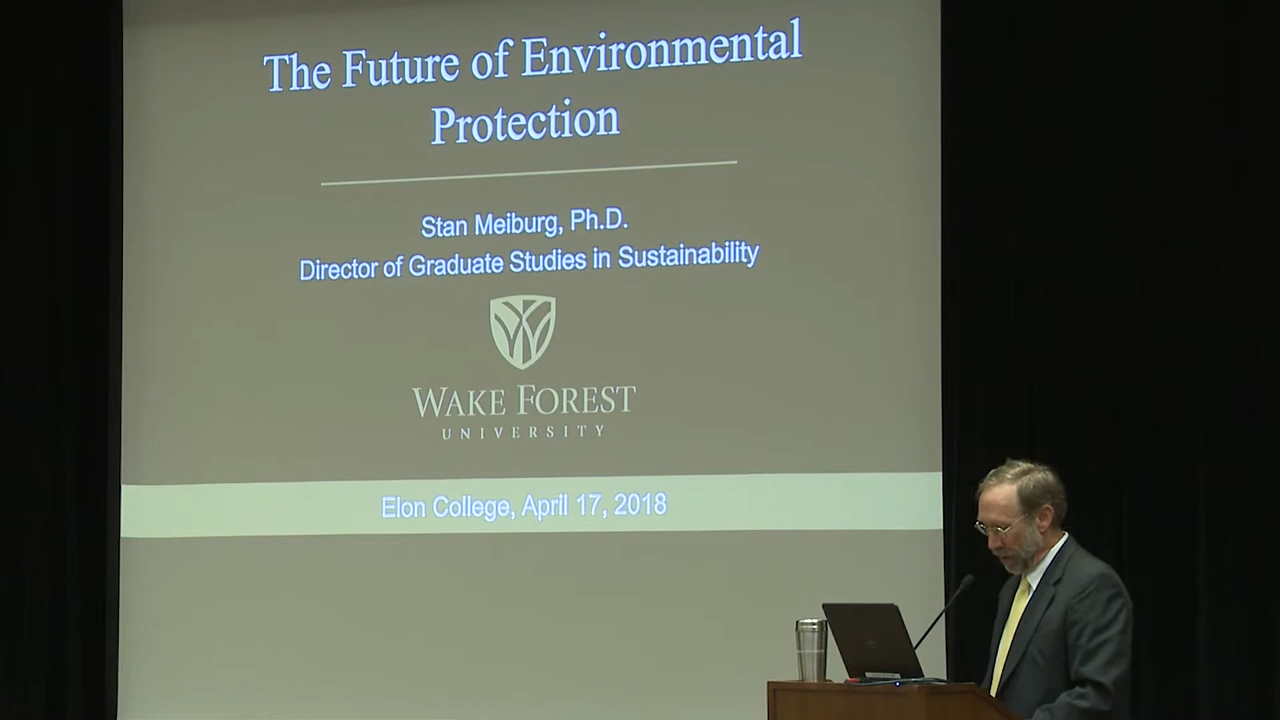 The Future of Environmental
Protection
Stan Meiburg, Ph.D.
Director of Graduate Studies in Sustainability
WAKE FOREST
UNIVERSITY
Elon College, April 17, 2018